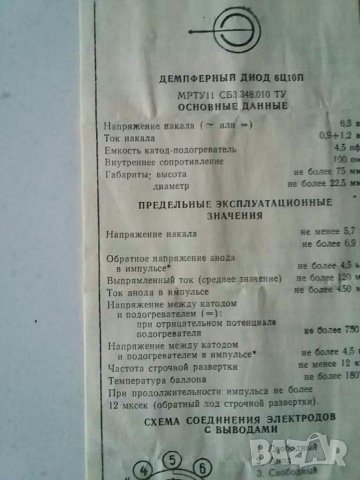 ДЕМПФЕРНЫЙ ДИОД 6Ц10П
МРТУ11 СБ3.348.010 ТУ
ОСНОВНЫЕ ДАННЫЕ
Напряжение накала (~ или =) 6,3 в
Ток накала 0,9÷1,2 а
Емкость катод-подогреватель 4,5 пф
Внутреннее сопротивление 100 ом
Габариты: высота не более 75 мм
диаметр не более 22,5 мм
ПРЕДЕЛЬНЫЕ ЭКСПЛУАТАЦИОННЫЕ
ЗНАЧЕНИЯ
Напряжение накала не менее 5,7
не более 6,9
Обратное напряжение анода
в импульсе* не более 4,5
Выпрямленный ток (среднее значение) не более 120 м
Ток анода в импульсе не более 450 м
Напряжение между катодом
и подогревателем (=):
при отрицательном потенциале
подогревателя не более 750
Напряжение между катодом
и подогревателем в импульсе* не более 4,5
Частота строчной развертки не менее 12 к
Температура баллона не более 180
При продолжительности импульса не более
12 мксек (обратный ход строчной развертки).
СХЕМА СОЕДИНЕНИЯ ЭЛЕКТРОДОВ
С ВЫВОДАМИ
Свободный
Анод
3. Свободный
4 5 6
bazar.bg